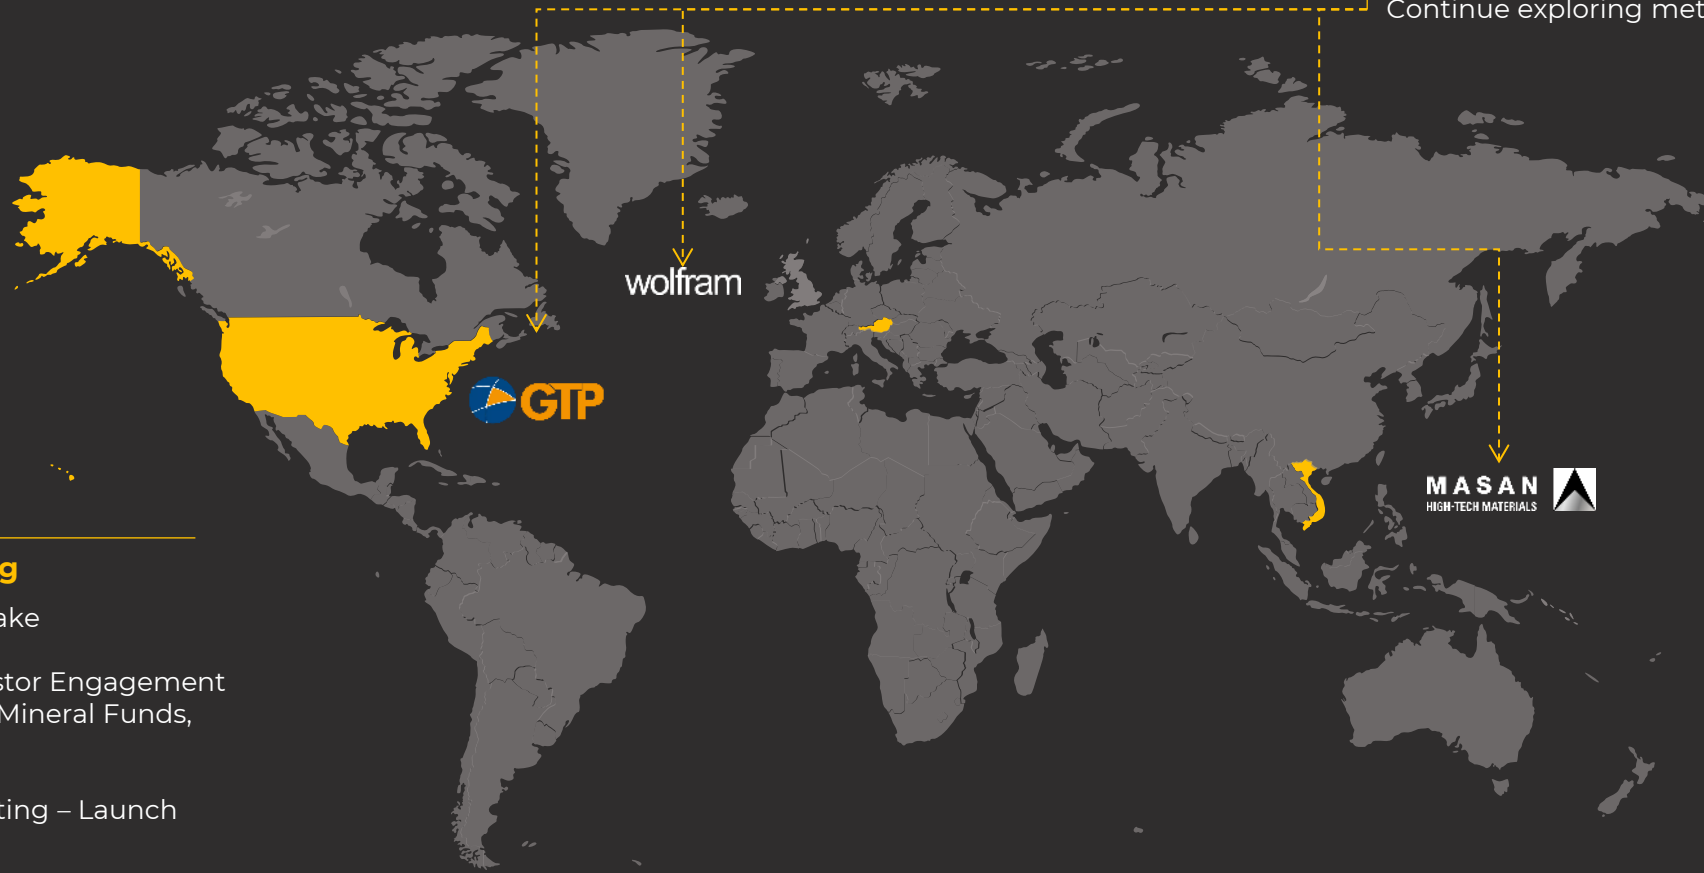 Continue exploring met
wolfram
GTP
MASAN
HIGH-TECH MATERIALS
g
ake
stor Engagement
Mineral Funds,
ting – Launch